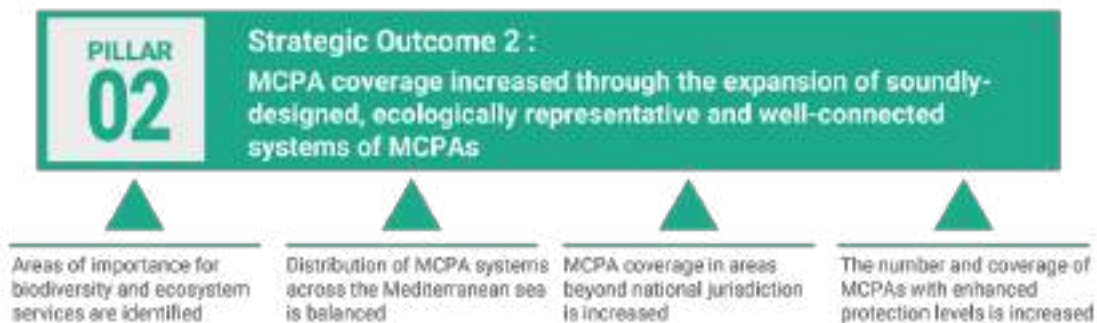 PILLAR
02
Strategic Outcome 2 :
MCPA coverage increased through the expansion of soundly-
designed, ecologically representative and well-connected
systems of MCPAs
Areas of importance for
biodiversity and ecosystem
services are identified
Distribution of MCPA systems
across the Mediterranean sea
is balanced
MCPA coverage in areas
beyond national jurisdiction
is increased
The number and coverage of
MCPAs with enhanced
protection levels is increased